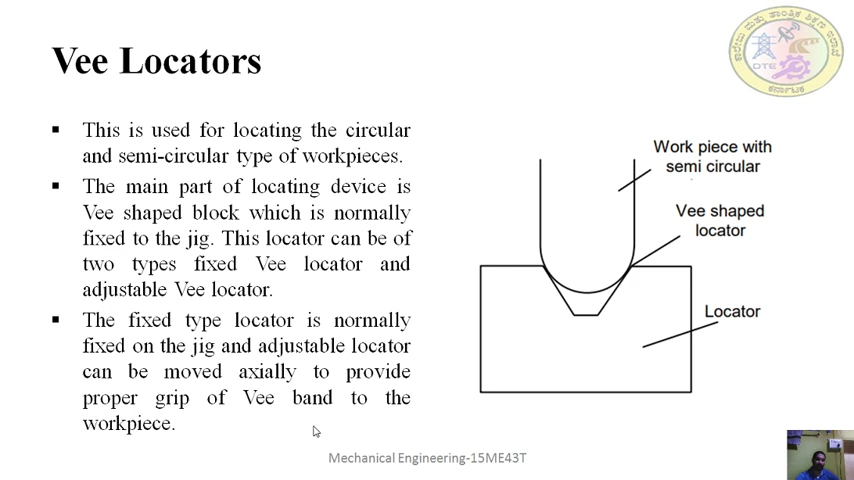 Vee Locators
▪ This is used for locating the circular
and semi-circular type of workpieces.
▪ The main part of locating device is
Vee shaped block which is normally
fixed to the jig. This locator can be of
two types fixed Vee locator and
adjustable Vee locator.
▪ The fixed type locator is normally
fixed on the jig and adjustable locator
can be moved axially to provide
proper grip of Vee band to the
workpiece.
Work piece with
semi circular
Vee shaped
locator
Locator
Mechanical Engineering-15ME43T
DTE